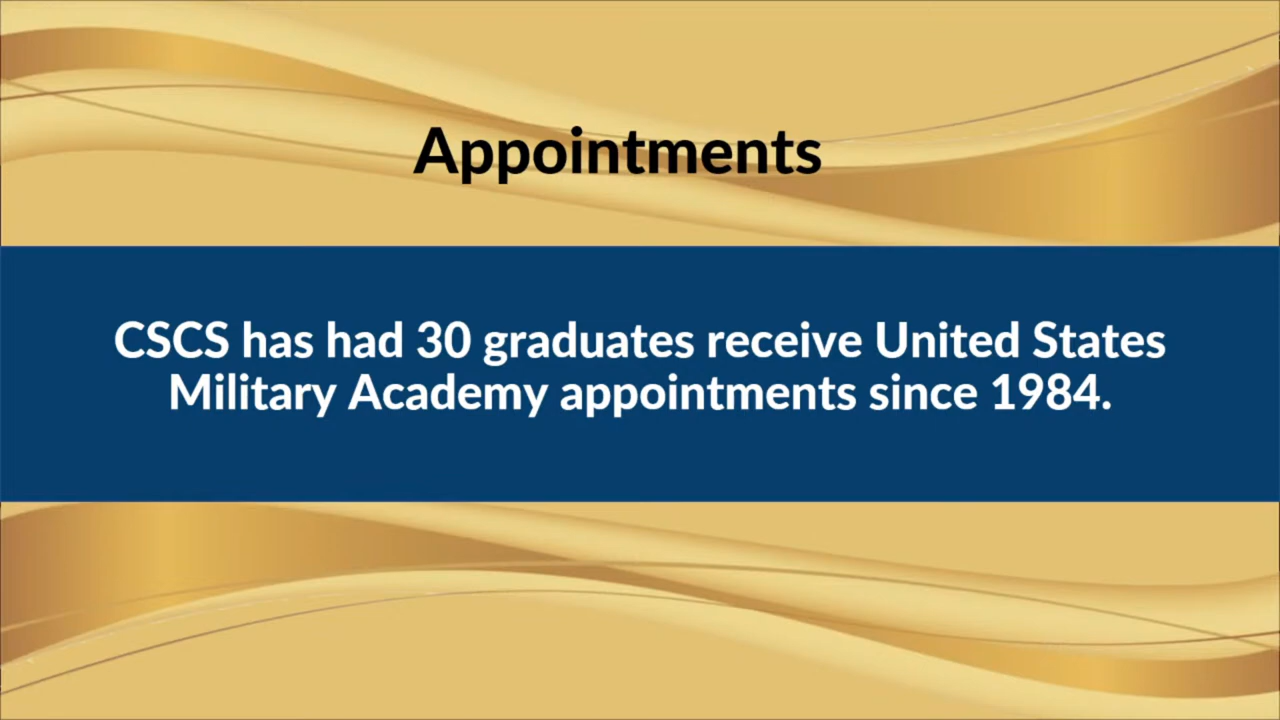 Appointments
CSCS has had 30 graduates receive United States
Military Academy appointments since 1984.